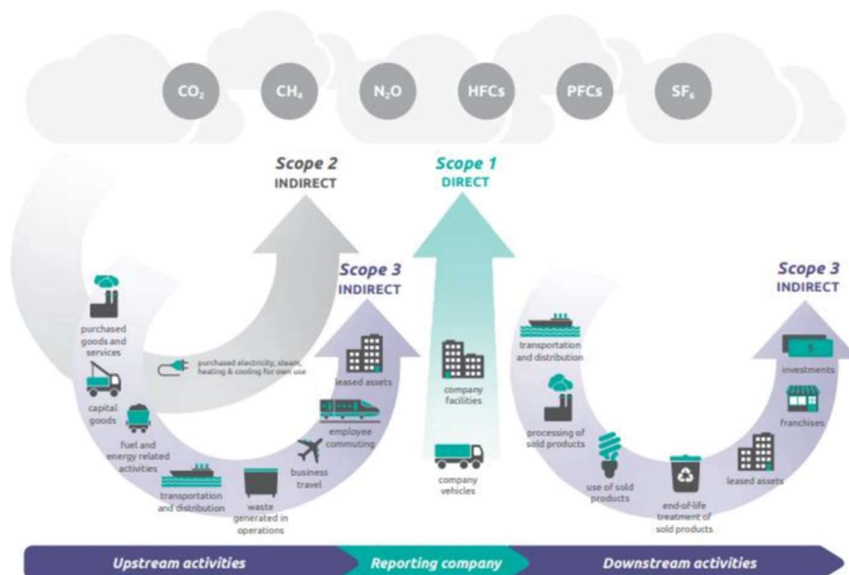 CO₂
CH₄
N₂O
HFCs
PFCs
SF₆
Scope 2
INDIRECT
Scope 1
DIRECT
Scope 3
INDIRECT
Scope 3
INDIRECT
purchased
goods and
services
capital
goods
fuel and
energy related
activities
transportation
and distribution
waste
generated in
operations
business
travel
employee
commuting
leased assets
purchased electricity, steam,
heating & cooling for own use
company
facilities
company
vehicles
transportation
and distribution
processing of
sold products
use of sold
products
end-of-life
treatment of
sold products
leased assets
franchises
investments
$
Upstream activities
Reporting company
Downstream activities